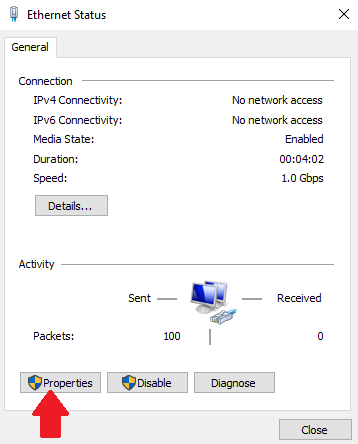 Ethernet Status
General
Connection
IPv4 Connectivity: No network access
IPv6 Connectivity: No network access
Media State: Enabled
Duration: 00:04:02
Speed: 1.0 Gbps
Details...
Activity
Sent Received
Packets: 100 0
Properties Disable Diagnose
Close